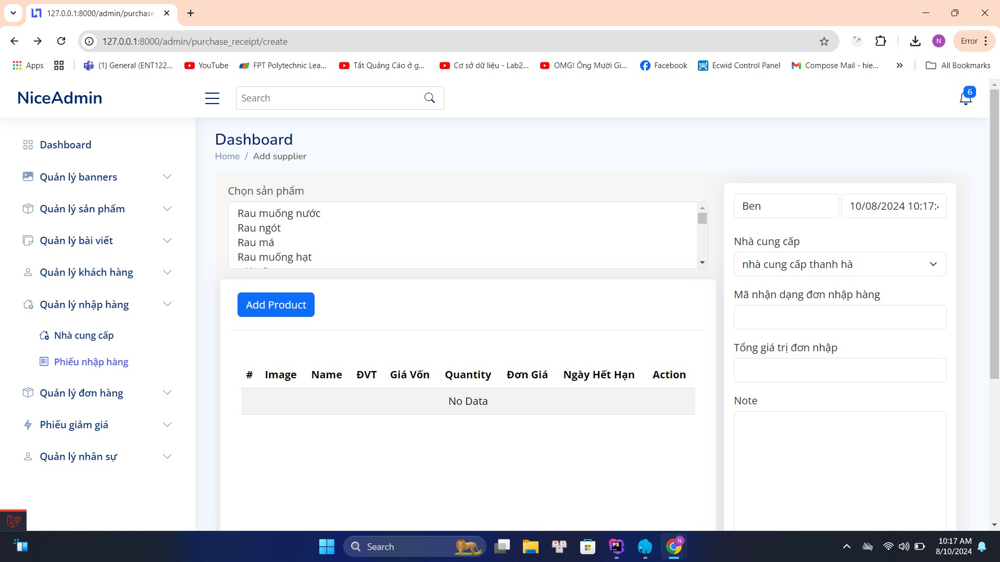 127.0.0.1:8000/admin/purchase_
127.0.0.1:8000/admin/purchase_receipt/create
N
Error
Apps
(1) General (ENT122...
YouTube
FPT Polytechnic Lea...
Tắt Quảng Cáo ở g...
Cơ sở dữ liệu - Lab2...
OMG! Ông Mười Gi...
Facebook
Ecwid Control Panel
Compose Mail - hie...
All Bookmarks
NiceAdmin
Search
6
Dashboard
Quản lý banners
Quản lý sản phẩm
Quản lý bài viết
Quản lý khách hàng
Quản lý nhập hàng
Nhà cung cấp
Phiếu nhập hàng
Quản lý đơn hàng
Phiếu giảm giá
Quản lý nhân sự
Dashboard
Home / Add supplier
Chọn sản phẩm
Rau muống nước
Rau ngót
Rau má
Rau muống hạt
Add Product
# Image Name ĐVT Giá Vốn Quantity Đơn Giá Ngày Hết Hạn Action
No Data
Ben
10/08/2024 10:17:4
Nhà cung cấp
nhà cung cấp thanh hà
Mã nhận dạng đơn nhập hàng
Tổng giá trị đơn nhập
Note
Search
PS
N
10:17 AM
8/10/2024